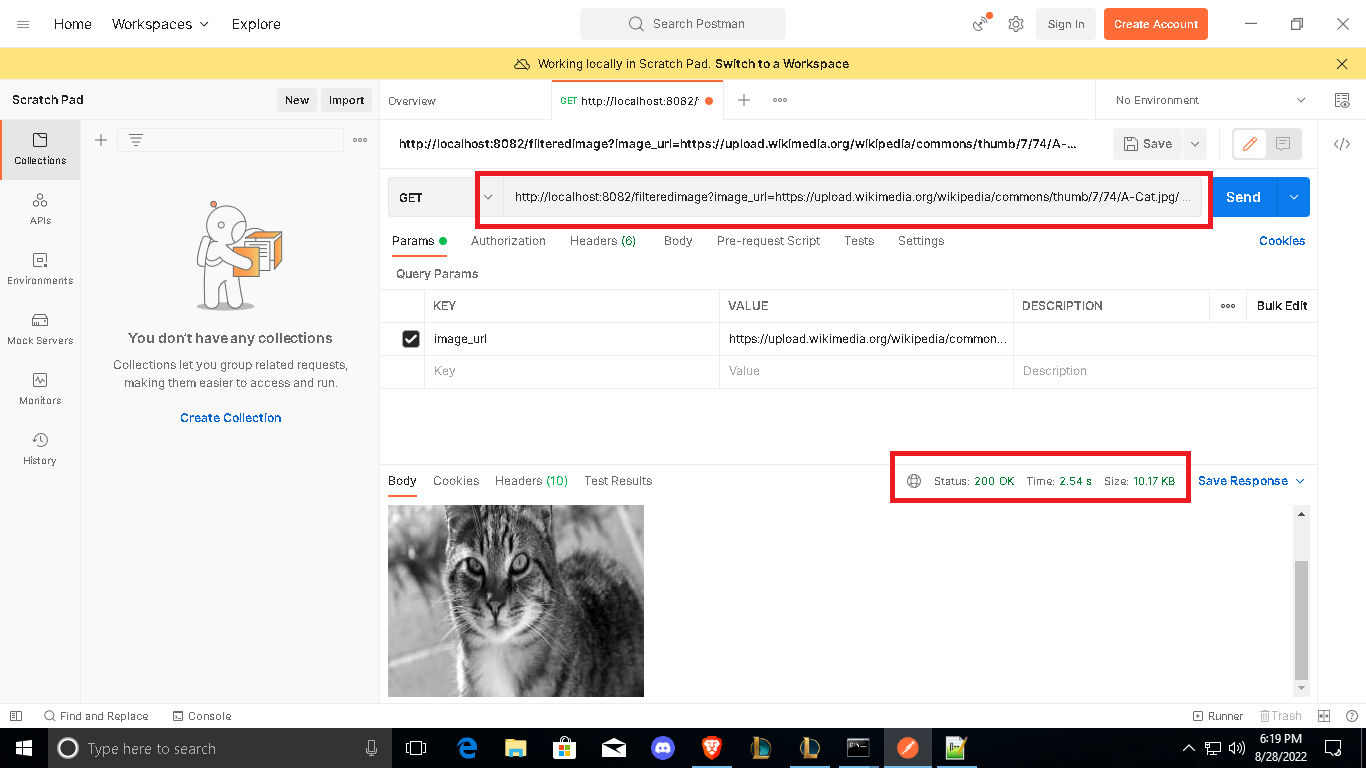 Home Workspaces Explore Search Postman Sign In Create Account
Working locally in Scratch Pad. Switch to a Workspace
Scratch Pad New Import Overview GET http://localhost:8082/ No Environment
http://localhost:8082/filteredimage?image_url=https://upload.wikimedia.org/wikipedia/commons/thumb/7/74/A-... Save
Collections
GET http://localhost:8082/filteredimage?image_url=https://upload.wikimedia.org/wikipedia/commons/thumb/7/74/A-Cat.jpg/ ... Send
APIs
Params Authorization Headers (6) Body Pre-request Script Tests Settings Cookies
Query Params
Environments
KEY VALUE DESCRIPTION Bulk Edit
Mock Servers
You don't have any collections
image_url https://upload.wikimedia.org/wikipedia/common...
Collections let you group related requests,
making them easier to access and run.
Key Value Description
Monitors
Create Collection
History
Body Cookies Headers (10) Test Results Status: 200 OK Time: 2.54 s Size: 10.17 KB Save Response
Find and Replace Console Runner Trash
Type here to search
6:19 PM
8/28/2022